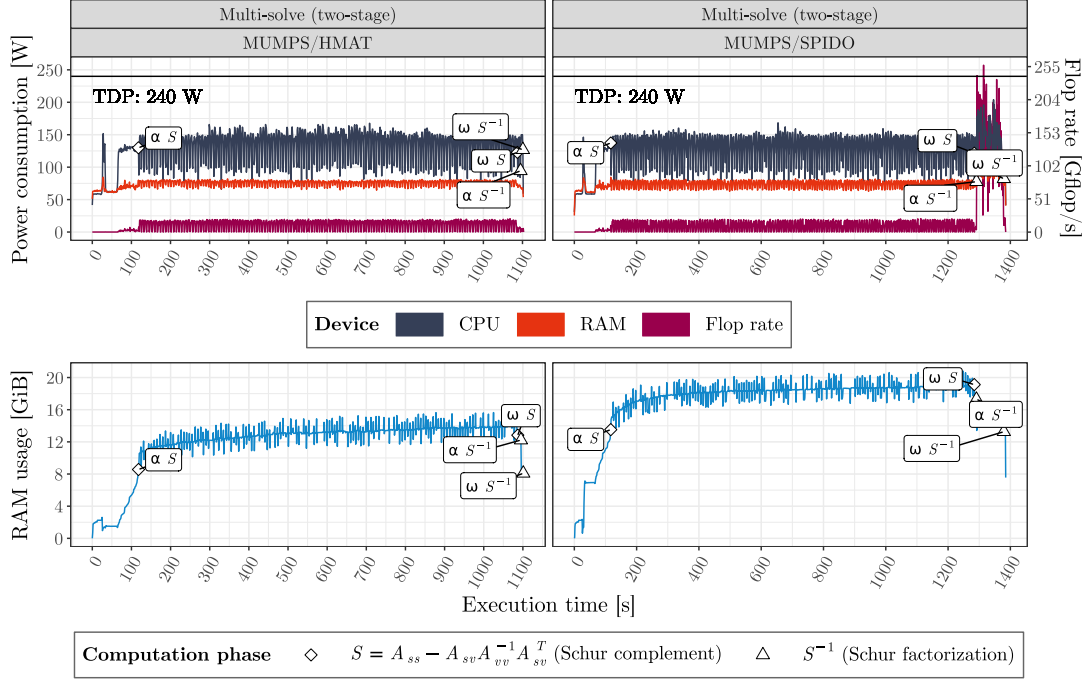 Multi-solve (two-stage) Multi-solve (two-stage)
MUMPS/HMAT MUMPS/SPIDO
Power consumption [W]
250
200
150
100
50
0
TDP: 240 W
α S
ω S⁻¹
ω S
α S⁻¹
TDP: 240 W
α S
ω S
ω S⁻¹
α S⁻¹
255
204
153
102
51
0
Flop rate [Gflop/s]
0 100 200 300 400 500 600 700 800 900 1000 1100
0 200 400 600 800 1000 1200 1400
Device CPU RAM Flop rate
RAM usage [GiB]
20
16
12
8
4
0
α S
ω S
α S⁻¹
ω S⁻¹
α S
ω S
α S⁻¹
ω S⁻¹
0 100 200 300 400 500 600 700 800 900 1000 1100
0 200 400 600 800 1000 1200 1400
Execution time [s]
Computation phase ◇ S = A_ss − A_sv A_vv⁻¹ A_sv^T (Schur complement) △ S⁻¹ (Schur factorization)